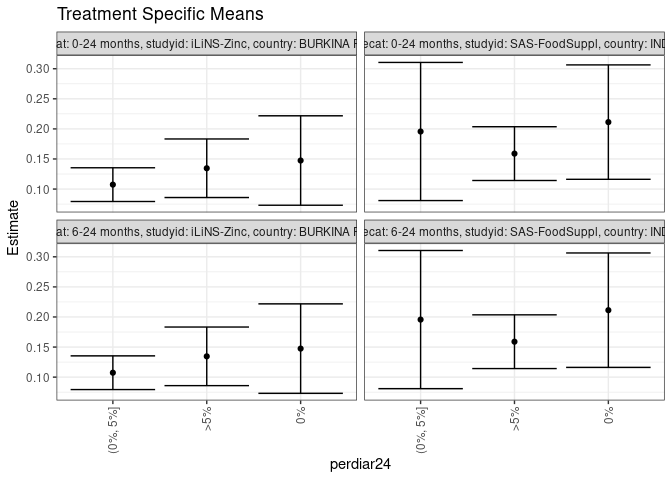 Treatment Specific Means
cat: 0-24 months, studyid: iLiNS-Zinc, country: BURKINA F
ecat: 0-24 months, studyid: SAS-FoodSuppl, country: IND
0.30
0.25
0.20
0.15
0.10
at: 6-24 months, studyid: iLiNS-Zinc, country: BURKINA F
ecat: 6-24 months, studyid: SAS-FoodSuppl, country: IND
0.30
0.25
0.20
0.15
0.10
Estimate
(0%, 5%]
>5%
0%
(0%, 5%]
>5%
0%
perdiar24